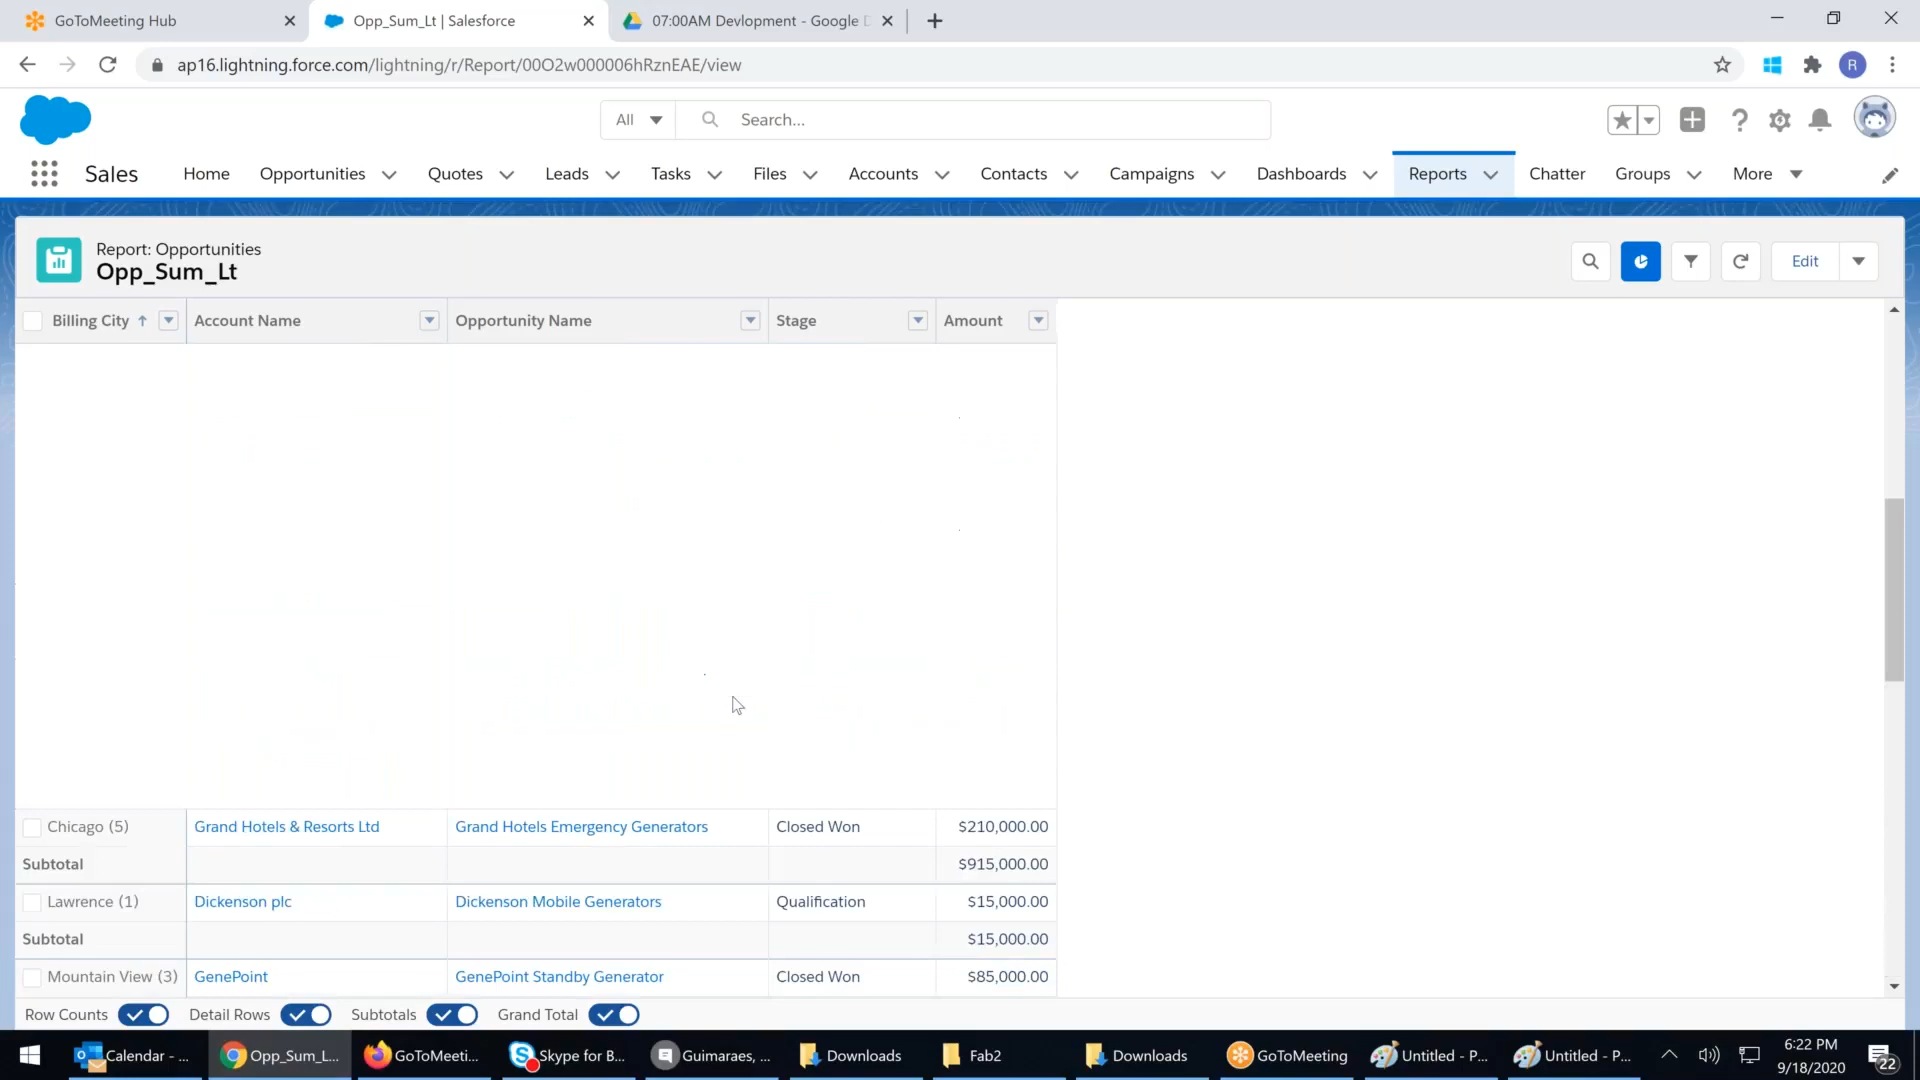 GoToMeeting Hub
Opp_Sum_Lt | Salesforce
07:00AM Devlopment - Google D
ap16.lightning.force.com/lightning/r/Report/00O2w000006hRznEAE/view
R
All
Search...
Sales Home Opportunities Quotes Leads Tasks Files Accounts Contacts Campaigns Dashboards Reports Chatter Groups More
Report: Opportunities
Opp_Sum_Lt
Edit
Billing City ↑ Account Name Opportunity Name Stage Amount
Chicago (5) Grand Hotels & Resorts Ltd Grand Hotels Emergency Generators Closed Won $210,000.00
Subtotal $915,000.00
Lawrence (1) Dickenson plc Dickenson Mobile Generators Qualification $15,000.00
Subtotal $15,000.00
Mountain View (3) GenePoint GenePoint Standby Generator Closed Won $85,000.00
Row Counts Detail Rows Subtotals Grand Total
Calendar - ... Opp_Sum_L... GoToMeeti... Skype for B... Guimaraes, ... Downloads Fab2 Downloads GoToMeeting Untitled - P... Untitled - P...
6:22 PM
9/18/2020
22